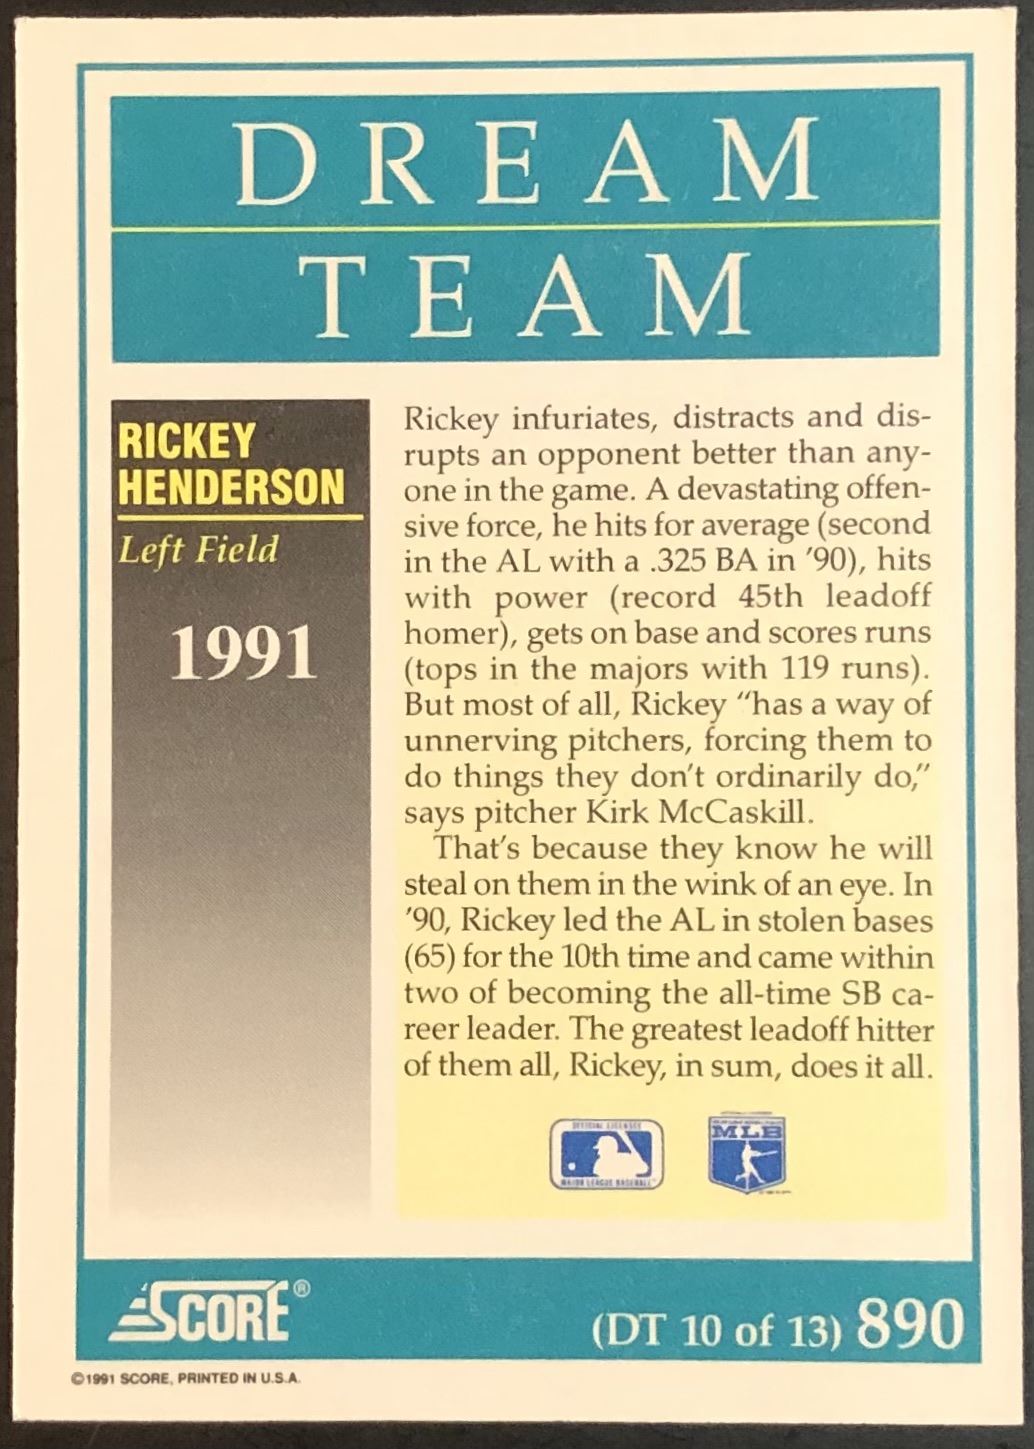 DREAM
TEAM
RICKEY
HENDERSON
Left Field
1991
Rickey infuriates, distracts and dis-
rupts an opponent better than any-
one in the game. A devastating offen-
sive force, he hits for average (second
in the AL with a .325 BA in '90), hits
with power (record 45th leadoff
homer), gets on base and scores runs
(tops in the majors with 119 runs).
But most of all, Rickey "has a way of
unnerving pitchers, forcing them to
do things they don't ordinarily do,"
says pitcher Kirk McCaskill.
That's because they know he will
steal on them in the wink of an eye. In
'90, Rickey led the AL in stolen bases
(65) for the 10th time and came within
two of becoming the all-time SB ca-
reer leader. The greatest leadoff hitter
of them all, Rickey, in sum, does it all.
OFFICIAL LICENSEE
MAJOR LEAGUE BASEBALL
MLB
SCORE®
(DT 10 of 13) 890
©1991 SCORE, PRINTED IN U.S.A.